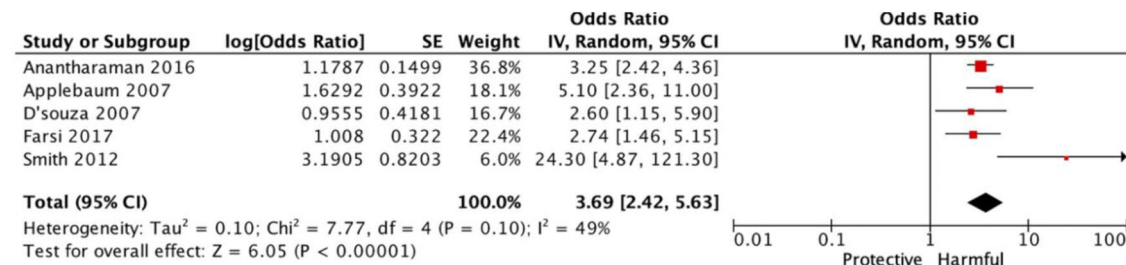 Odds Ratio Odds Ratio
Study or Subgroup log[Odds Ratio] SE Weight IV, Random, 95% CI IV, Random, 95% CI
Anantharaman 2016 1.1787 0.1499 36.8% 3.25 [2.42, 4.36]
Applebaum 2007 1.6292 0.3922 18.1% 5.10 [2.36, 11.00]
D'souza 2007 0.9555 0.4181 16.7% 2.60 [1.15, 5.90]
Farsi 2017 1.008 0.322 22.4% 2.74 [1.46, 5.15]
Smith 2012 3.1905 0.8203 6.0% 24.30 [4.87, 121.30]
Total (95% CI) 100.0% 3.69 [2.42, 5.63]
Heterogeneity: Tau² = 0.10; Chi² = 7.77, df = 4 (P = 0.10); I² = 49%
Test for overall effect: Z = 6.05 (P < 0.00001)
0.01 0.1 1 10 100
Protective Harmful